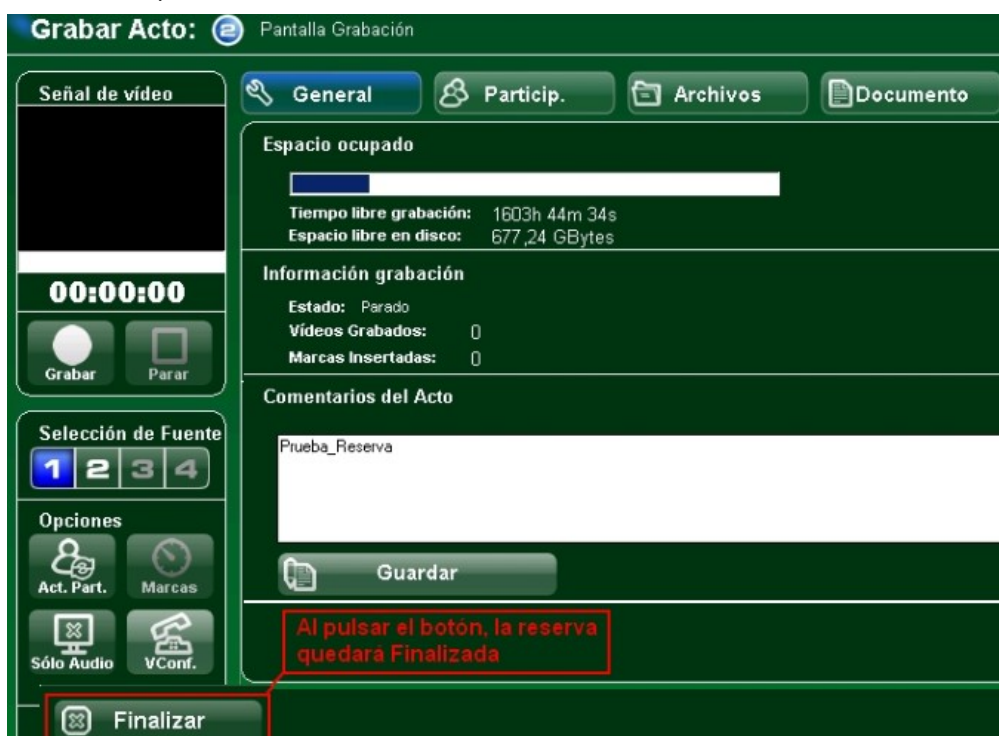 Grabar Acto: 2 Pantalla Grabación
Señal de vídeo
General
Particip.
Archivos
Documento
Espacio ocupado
Tiempo libre grabación: 1603h 44m 34s
Espacio libre en disco: 677,24 GBytes
00:00:00
Grabar
Parar
Información grabación
Estado: Parado
Vídeos Grabados: 0
Marcas Insertadas: 0
Comentarios del Acto
Prueba_Reserva
Selección de Fuente
1 2 3 4
Opciones
Act. Part.
Marcas
Sólo Audio
VConf.
Guardar
Al pulsar el botón, la reserva
quedará Finalizada
Finalizar